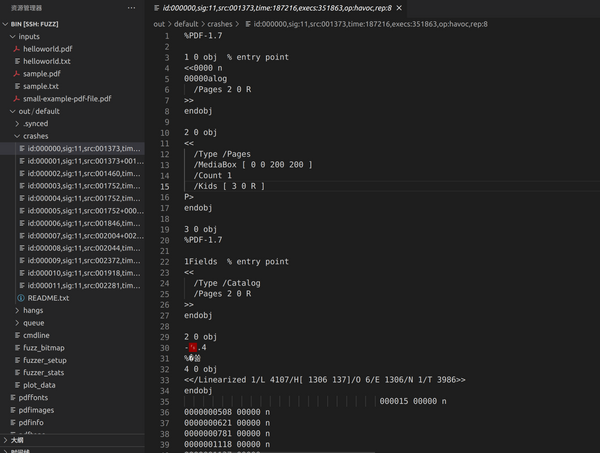 资源管理器
BIN [SSH: FUZZ]
inputs
helloworld.pdf
helloworld.txt
sample.pdf
sample.txt
small-example-pdf-file.pdf
out / default
.synced
crashes
id:000000,sig:11,src:001373,tim...
id:000001,sig:11,src:001373+001...
id:000002,sig:11,src:001460,tim...
id:000003,sig:11,src:001752,tim...
id:000004,sig:11,src:001752,tim...
id:000005,sig:11,src:001752+000...
id:000006,sig:11,src:001846,tim...
id:000007,sig:11,src:002004+002...
id:000008,sig:11,src:002044,tim...
id:000009,sig:11,src:002372,tim...
id:000010,sig:11,src:001918,tim...
id:000011,sig:11,src:002281,tim...
README.txt
hangs
queue
cmdline
fuzz_bitmap
fuzzer_setup
fuzzer_stats
plot_data
pdffonts
pdfimages
pdfinfo
大纲
id:000000,sig:11,src:001373,time:187216,execs:351863,op:havoc,rep:8
out > default > crashes > id:000000,sig:11,src:001373,time:187216,execs:351863,op:havoc,rep:8
1 %PDF-1.7
2
3 1 0 obj % entry point
4 <<0000 n
5 00000alog
6 /Pages 2 0 R
7 >>
8 endobj
9
10 2 0 obj
11 <<
12 /Type /Pages
13 /MediaBox [ 0 0 200 200 ]
14 /Count 1
15 /Kids [ 3 0 R ]
16 P>
17 endobj
18
19 3 0 obj
20 %PDF-1.7
21
22 1Fields % entry point
23 <<
24 /Type /Catalog
25 /Pages 2 0 R
26 >>
27 endobj
28
29 2 0 obj
30 - .4
31 %�
32 4 0 obj
33 <</Linearized 1/L 4107/H[ 1306 137]/O 6/E 1306/N 1/T 3986>>
34 endobj
35 000015 00000 n
36 0000000508 00000 n
37 0000000621 00000 n
38 0000000781 00000 n
39 0000001118 00000 n